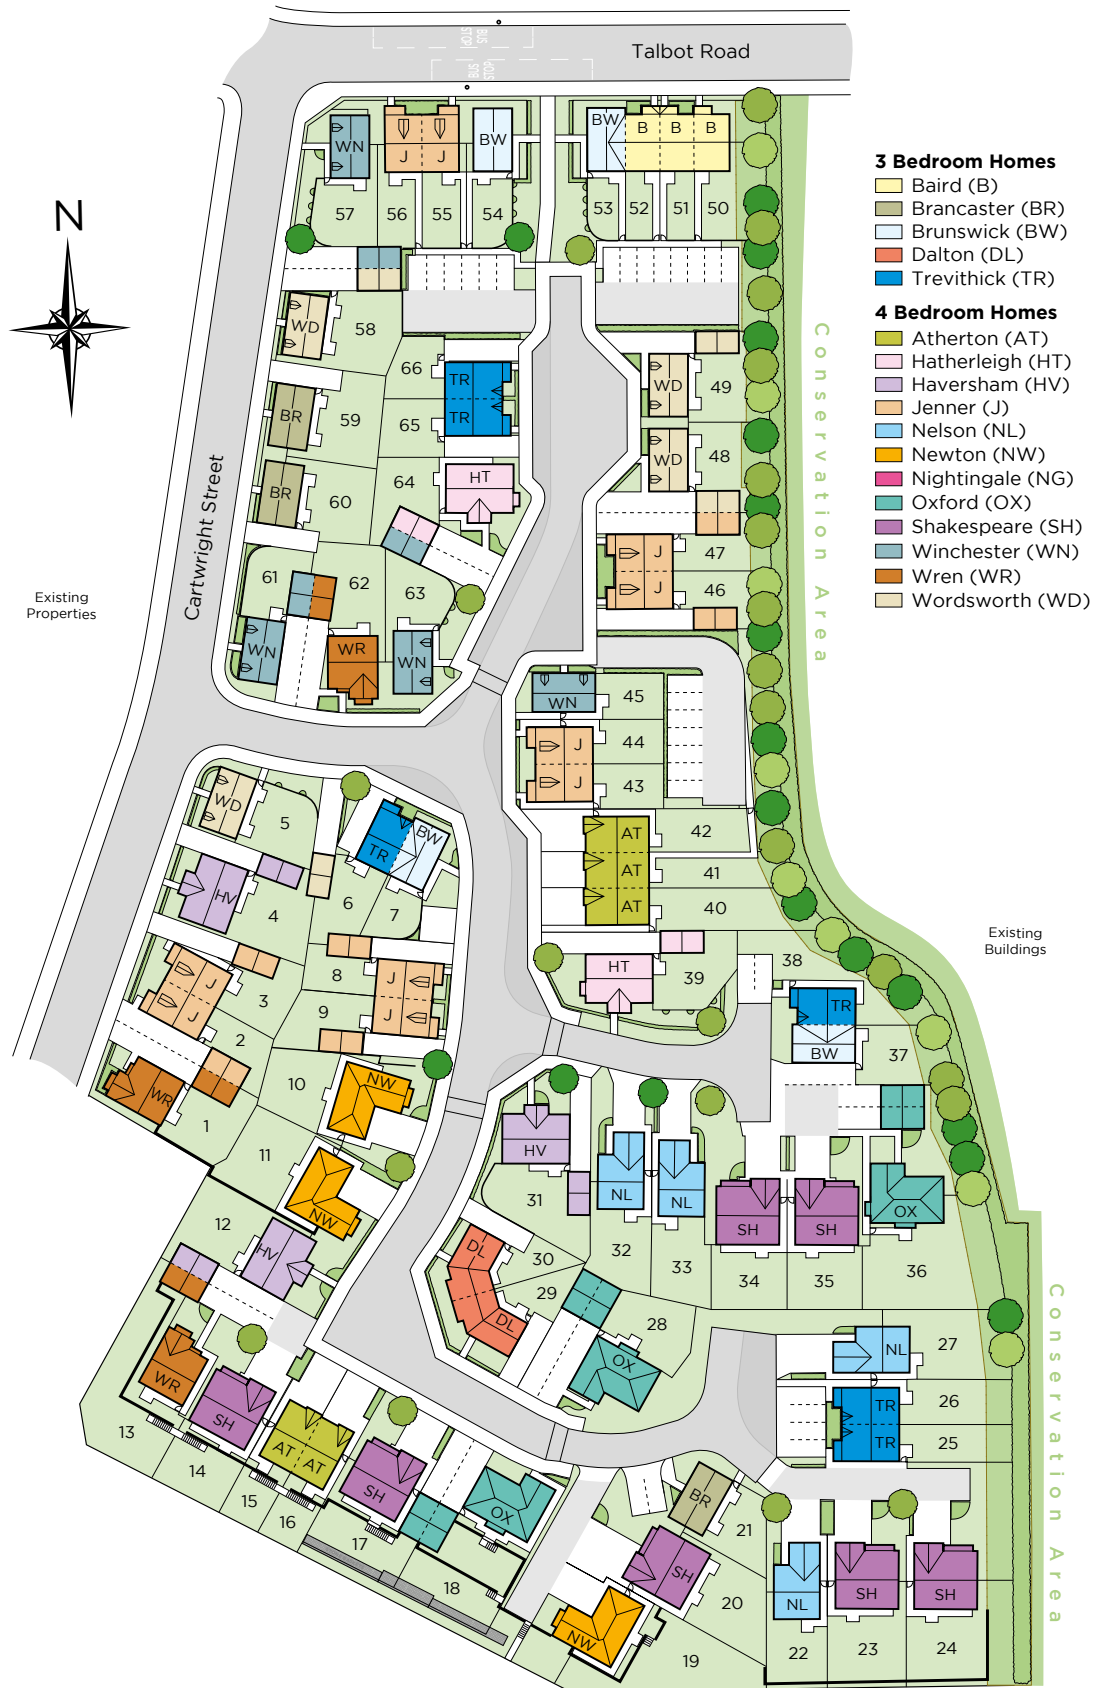 Talbot Road
BUS
STOP
BUS
STOP
N
3 Bedroom Homes
Baird (B)
Brancaster (BR)
Brunswick (BW)
Dalton (DL)
Trevithick (TR)
4 Bedroom Homes
Atherton (AT)
Hatherleigh (HT)
Haversham (HV)
Jenner (J)
Nelson (NL)
Newton (NW)
Nightingale (NG)
Oxford (OX)
Shakespeare (SH)
Winchester (WN)
Wren (WR)
Wordsworth (WD)
Cartwright Street
Existing
Properties
Existing
Buildings
Conservation Area
Conservation Area
WN
J
J
BW
BW
B
B
B
57
56
55
54
53
52
51
50
WD
58
66
TR
TR
65
WD
49
BR
59
WD
48
HT
64
BR
60
J
47
J
46
61
62
63
WN
WR
WN
WN
45
J
44
J
43
WD
5
TR
BW
AT
42
AT
41
AT
40
HV
4
6
7
HT
39
38
J
J
3
8
J
9
J
2
TR
BW
37
WR
1
10
NW
11
NW
HV
31
NL
32
NL
33
SH
34
SH
35
OX
36
12
HV
DL
30
29
DL
28
OX
WR
13
SH
14
AT
AT
15
16
SH
17
OX
18
NL
27
TR
26
TR
25
BR
21
SH
20
NW
19
NL
22
SH
23
SH
24